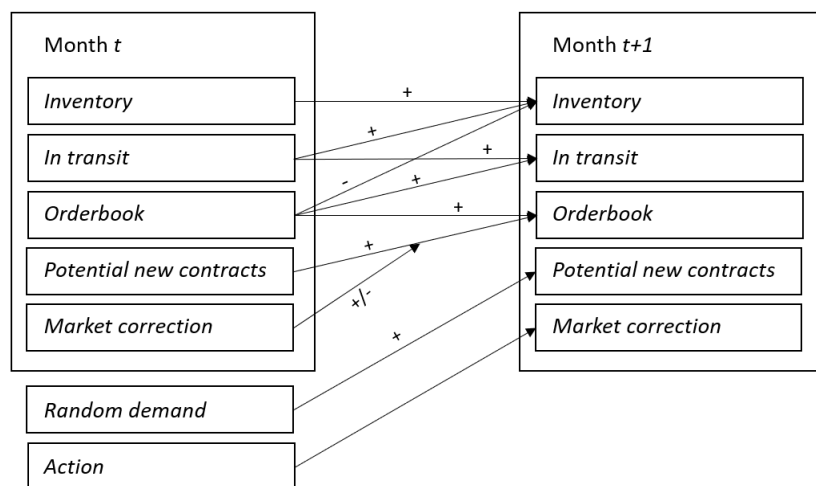 Month t
Inventory
In transit
Orderbook
Potential new contracts
Market correction
Random demand
Action
+
+
+
-
+
+
+
+/-
+
Month t+1
Inventory
In transit
Orderbook
Potential new contracts
Market correction